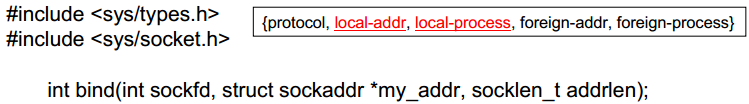 #include <sys/types.h>
{protocol, local-addr, local-process, foreign-addr, foreign-process}
#include <sys/socket.h>
int bind(int sockfd, struct sockaddr *my_addr, socklen_t addrlen);